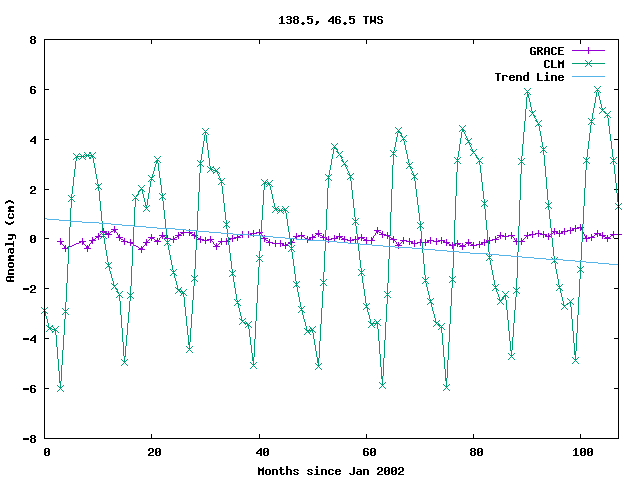 138.5, 46.5 TWS
GRACE
CLM
Trend Line
Anomaly (cm)
8
6
4
2
0
-2
-4
-6
-8
0 20 40 60 80 100
Months since Jan 2002